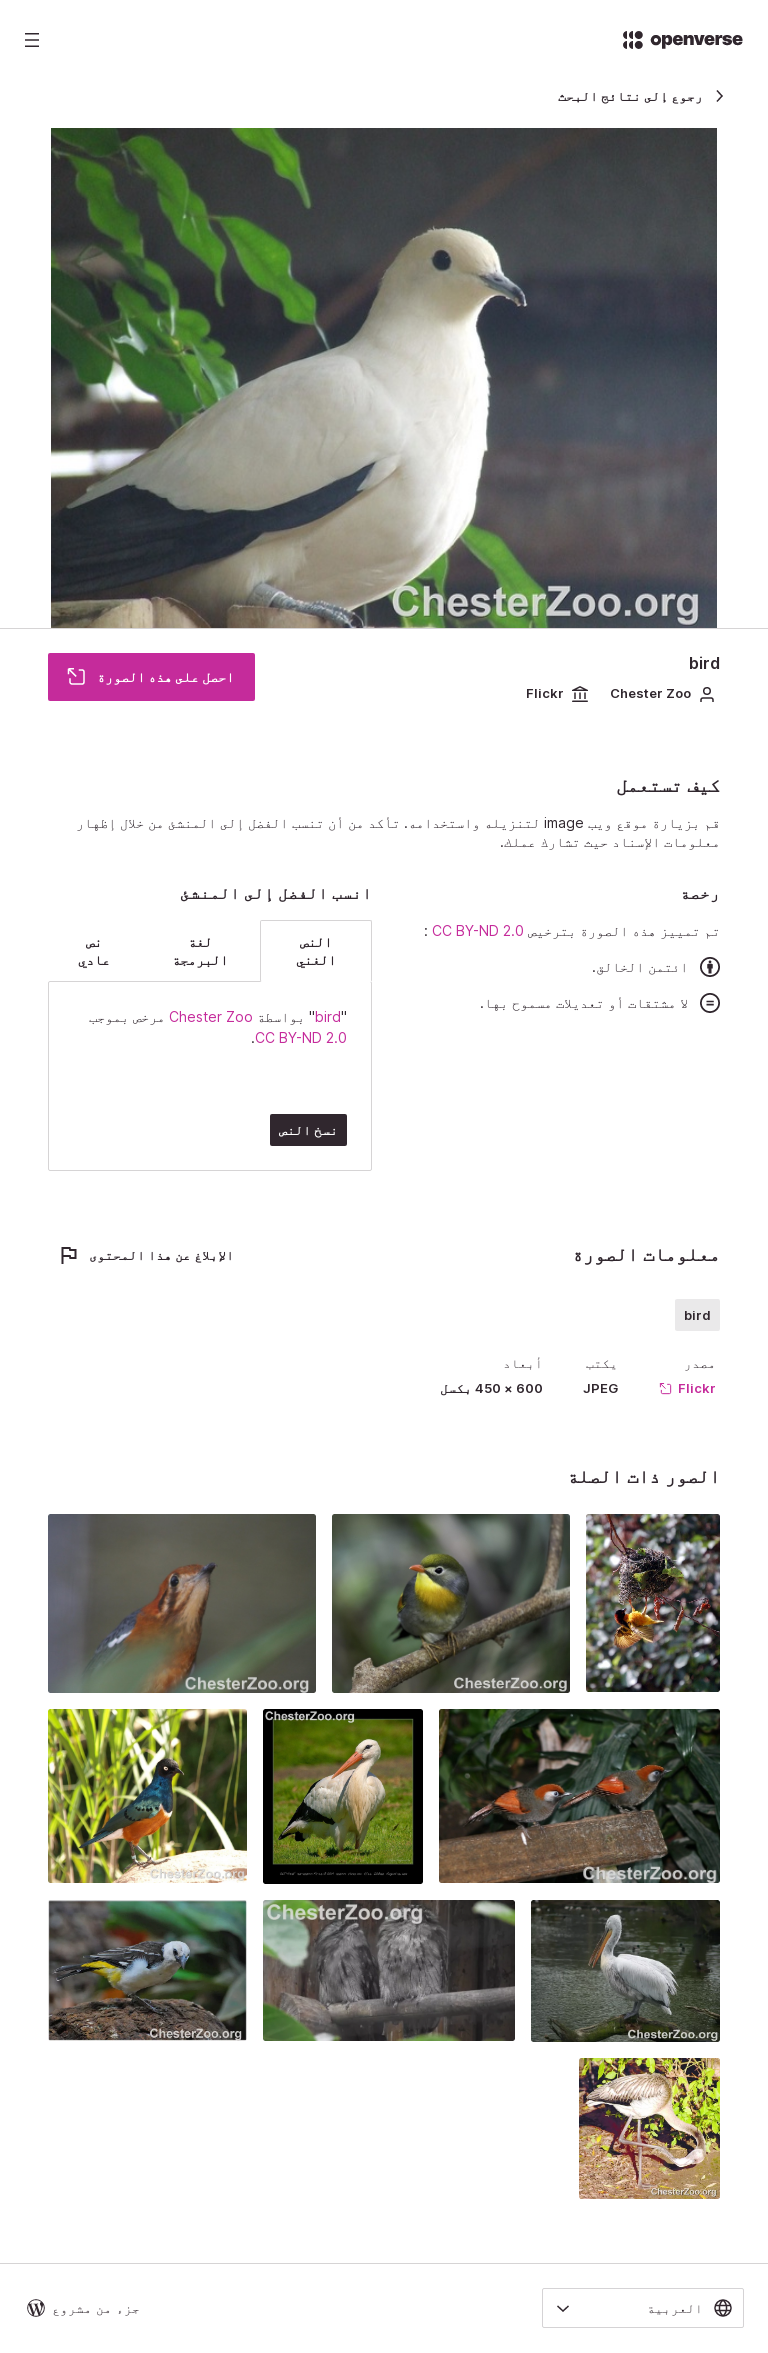 openverse
رجوع إلى نتائج البحث
ChesterZoo.org
bird
Chester Zoo
Flickr
احصل على هذه الصورة
كيف تستعمل
قم بزيارة موقع ويب image لتنزيله واستخدامه. تأكد من أن تنسب الفضل إلى المنشئ من خلال إظهار
معلومات الإسناد حيث تشارك عملك.
رخصة
تم تمييز هذه الصورة بترخيص CC BY-ND 2.0 :
ائتمن الخالق.
لا مشتقات أو تعديلات مسموح بها.
انسب الفضل إلى المنشئ
النص الغني
لغة البرمجة
نص عادي
"bird" بواسطة Chester Zoo مرخص بموجب
CC BY-ND 2.0.
نسخ النص
معلومات الصورة
الإبلاغ عن هذا المحتوى
bird
مصدر
Flickr
يكتب
JPEG
أبعاد
600 × 450 بكسل
الصور ذات الصلة
ChesterZoo.org
ChesterZoo.org
ChesterZoo.org
ChesterZoo.org
ChesterZoo.org
ChesterZoo.org
ChesterZoo.org
ChesterZoo.org
ChesterZoo.org
العربية
جزء من مشروع